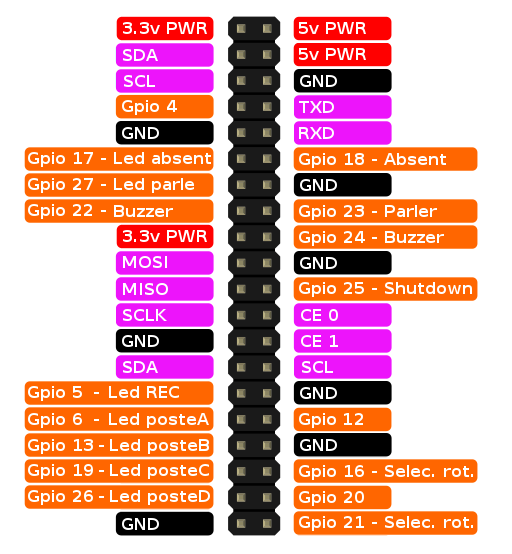 3.3v PWR 5v PWR
SDA 5v PWR
SCL GND
Gpio 4 TXD
GND RXD
Gpio 17 - Led absent Gpio 18 - Absent
Gpio 27 - Led parle GND
Gpio 22 - Buzzer Gpio 23 - Parler
3.3v PWR Gpio 24 - Buzzer
MOSI GND
MISO Gpio 25 - Shutdown
SCLK CE 0
GND CE 1
SDA SCL
Gpio 5 - Led REC GND
Gpio 6 - Led posteA Gpio 12
Gpio 13 - Led posteB GND
Gpio 19 - Led posteC Gpio 16 - Selec. rot.
Gpio 26 - Led posteD Gpio 20
GND Gpio 21 - Selec. rot.